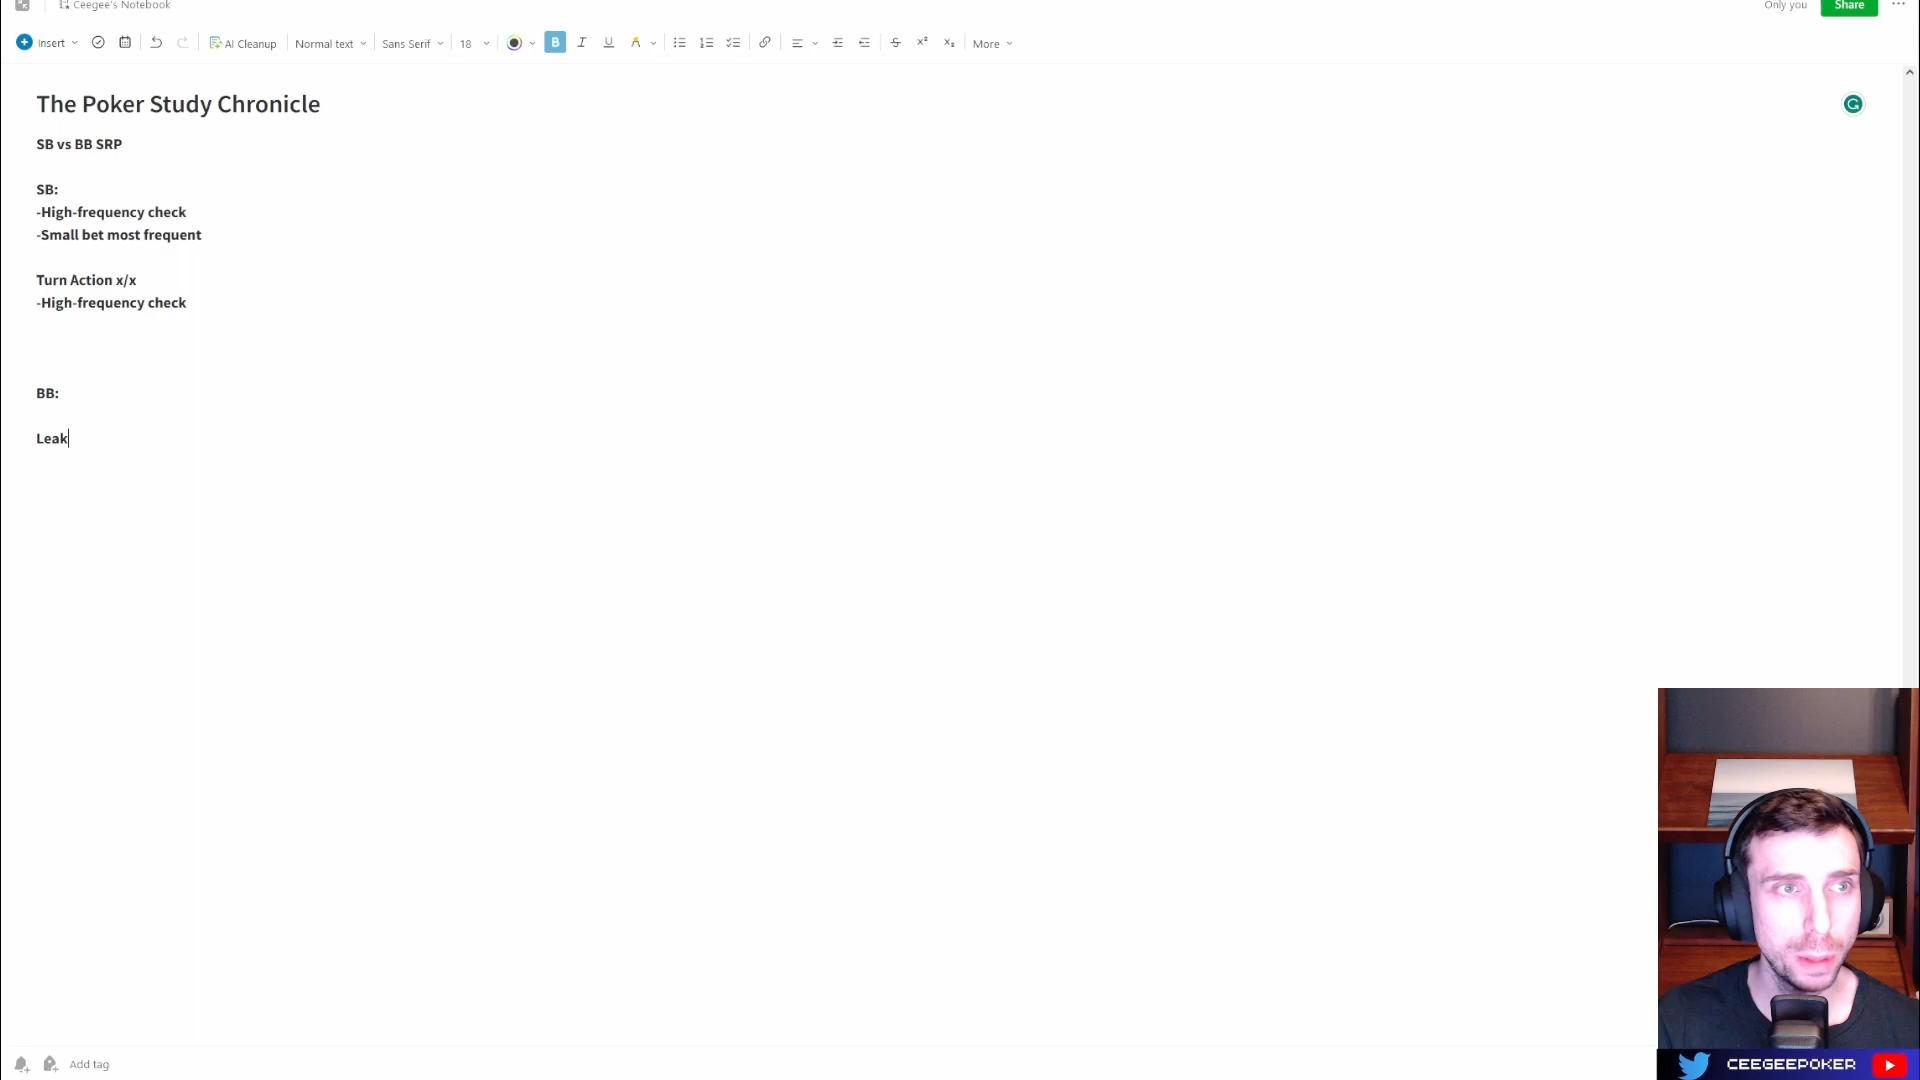 Ceegee's Notebook
Only you
Share
Insert
AI Cleanup
Normal text
Sans Serif
18
B
I
U
A
S
x²
x₂
More
The Poker Study Chronicle
SB vs BB SRP
SB:
-High-frequency check
-Small bet most frequent
Turn Action x/x
-High-frequency check
BB:
Leak
Add tag
CEEGEEPOKER